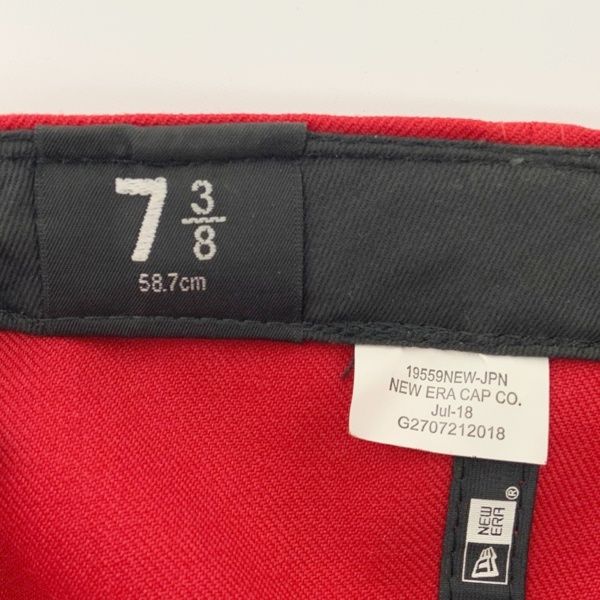 7 3/8
58.7cm
19559NEW-JPN
NEW ERA CAP CO.
Jul-18
G2707212018
NEW ERA
®